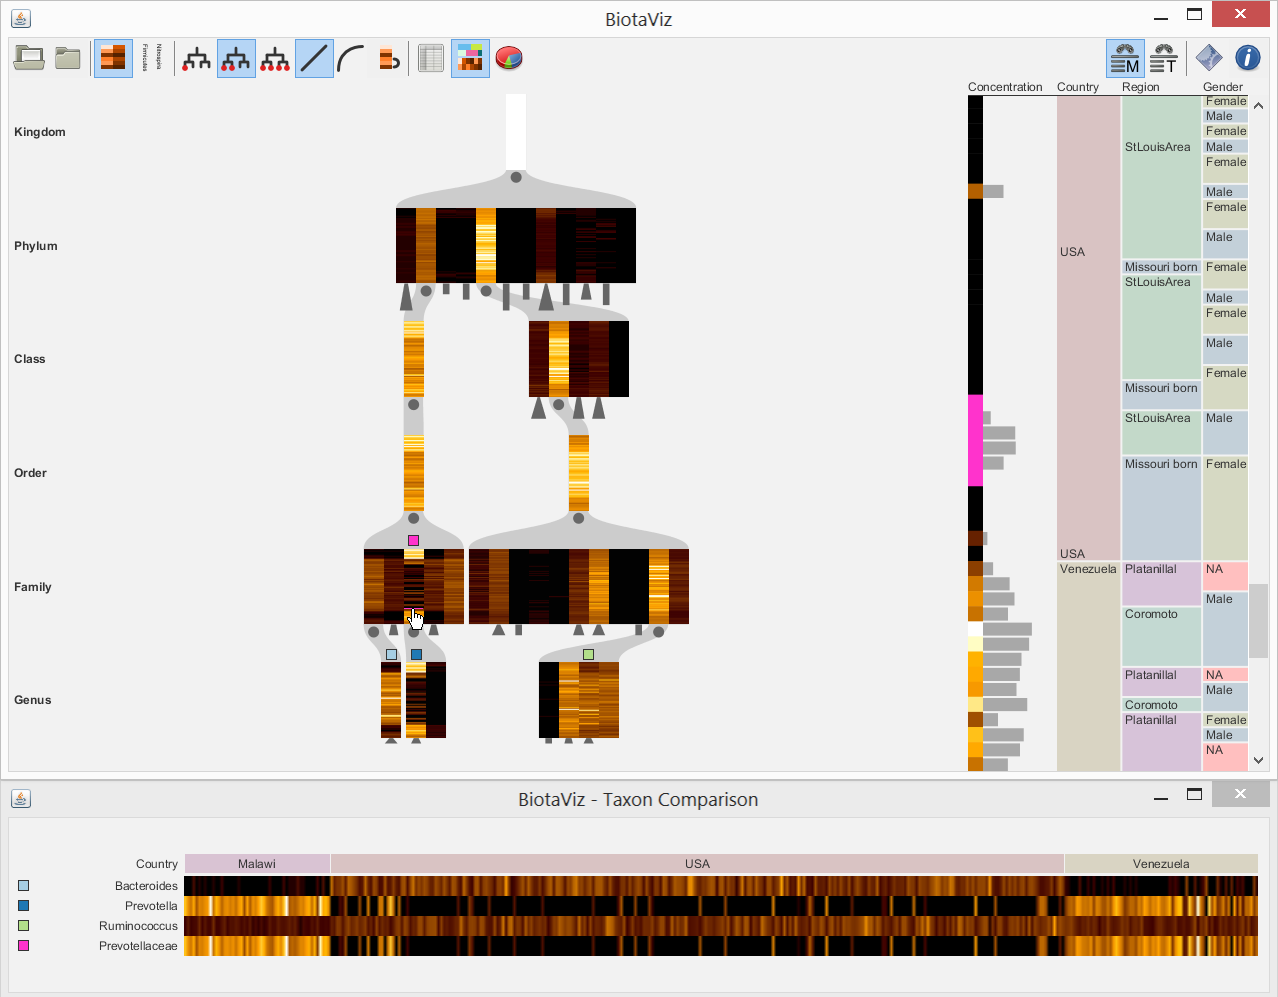 BiotaViz
Firmicutes
Nitrospira
M
T
Concentration Country Region Gender
Kingdom
Phylum
Class
Order
Family
Genus
USA
USA
Venezuela
StLouisArea
Missouri born
StLouisArea
Missouri born
StLouisArea
Missouri born
Platanillal
Coromoto
Platanillal
Coromoto
Platanillal
Female
Male
Female
Male
Female
Male
Female
Male
Female
Male
Female
Male
Female
Male
Female
NA
Male
NA
Male
Female
Male
NA
BiotaViz - Taxon Comparison
Country Malawi USA Venezuela
Bacteroides
Prevotella
Ruminococcus
Prevotellaceae